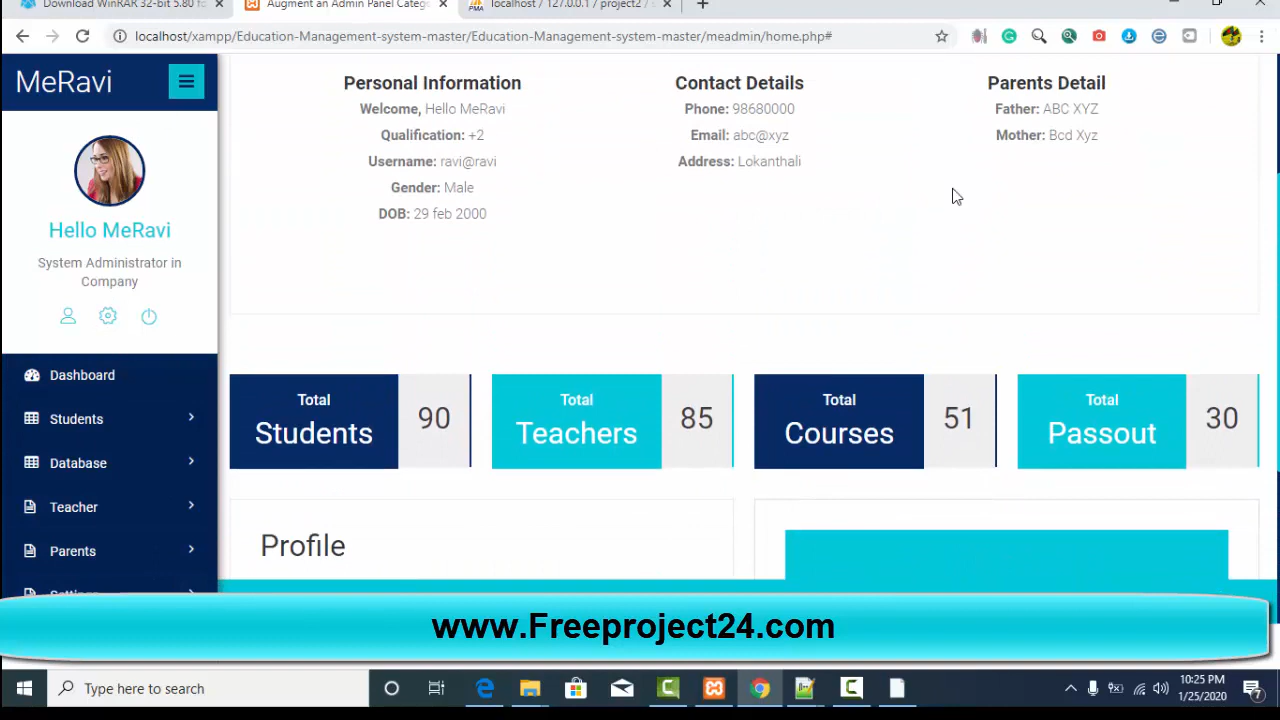 Download WinRAR 32-bit 5.80 fo
Augment an Admin Panel Catego
localhost / 127.0.0.1 / project2 / s
localhost/xampp/Education-Management-system-master/Education-Management-system-master/meadmin/home.php#
MeRavi
Hello MeRavi
System Administrator in
Company
Dashboard
Students
Database
Teacher
Parents
Settings
Personal Information
Welcome, Hello MeRavi
Qualification: +2
Username: ravi@ravi
Gender: Male
DOB: 29 feb 2000
Contact Details
Phone: 98680000
Email: abc@xyz
Address: Lokanthali
Parents Detail
Father: ABC XYZ
Mother: Bcd Xyz
Total
Students
90
Total
Teachers
85
Total
Courses
51
Total
Passout
30
Profile
www.Freeproject24.com
Type here to search
10:25 PM
1/25/2020
7